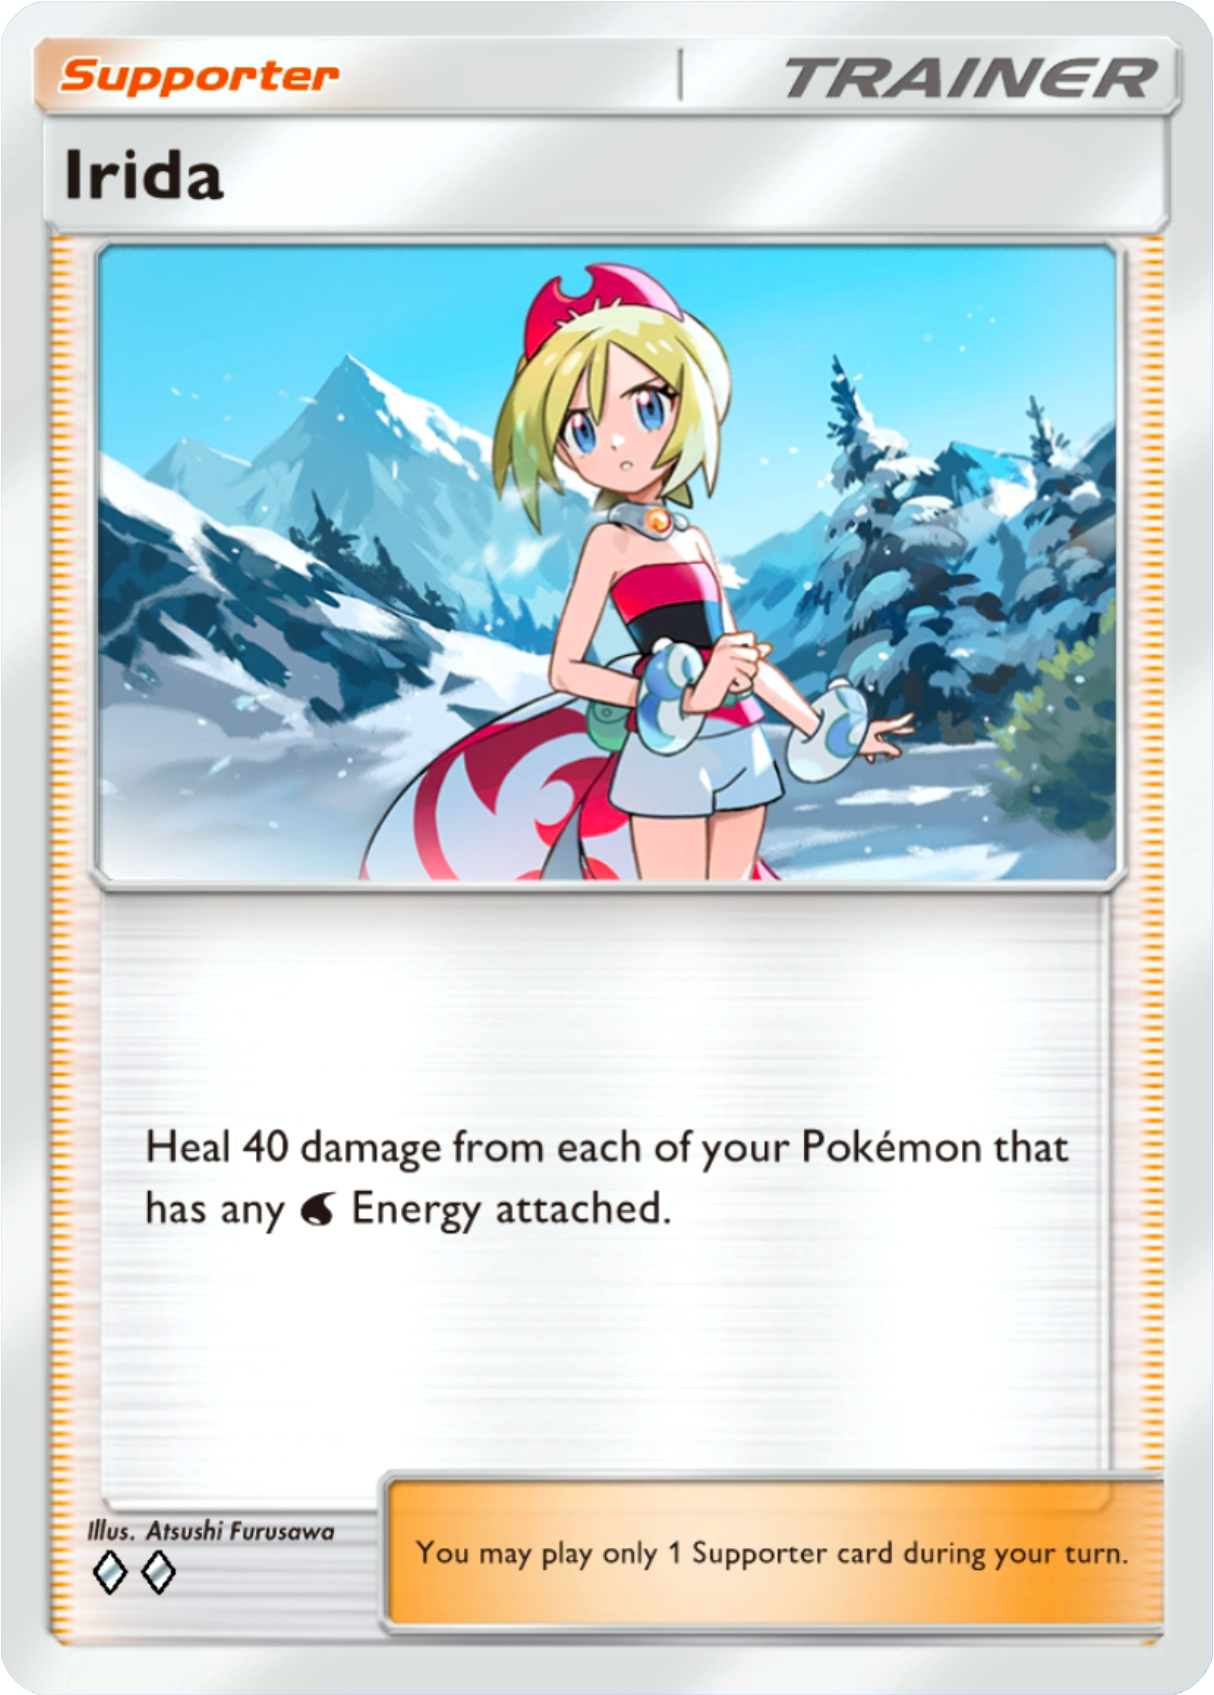 Supporter
TRAINER
Irida
Heal 40 damage from each of your Pokémon that
has any Energy attached.
Illus. Atsushi Furusawa
You may play only 1 Supporter card during your turn.